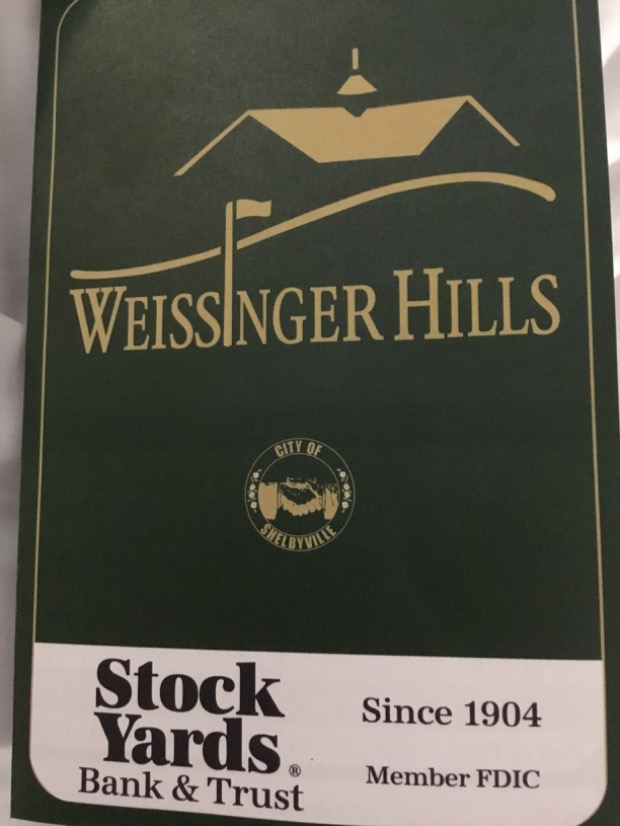 WEISSINGER HILLS
CITY OF
SHELBYVILLE
Stock
Yards®
Bank & Trust
Since 1904
Member FDIC